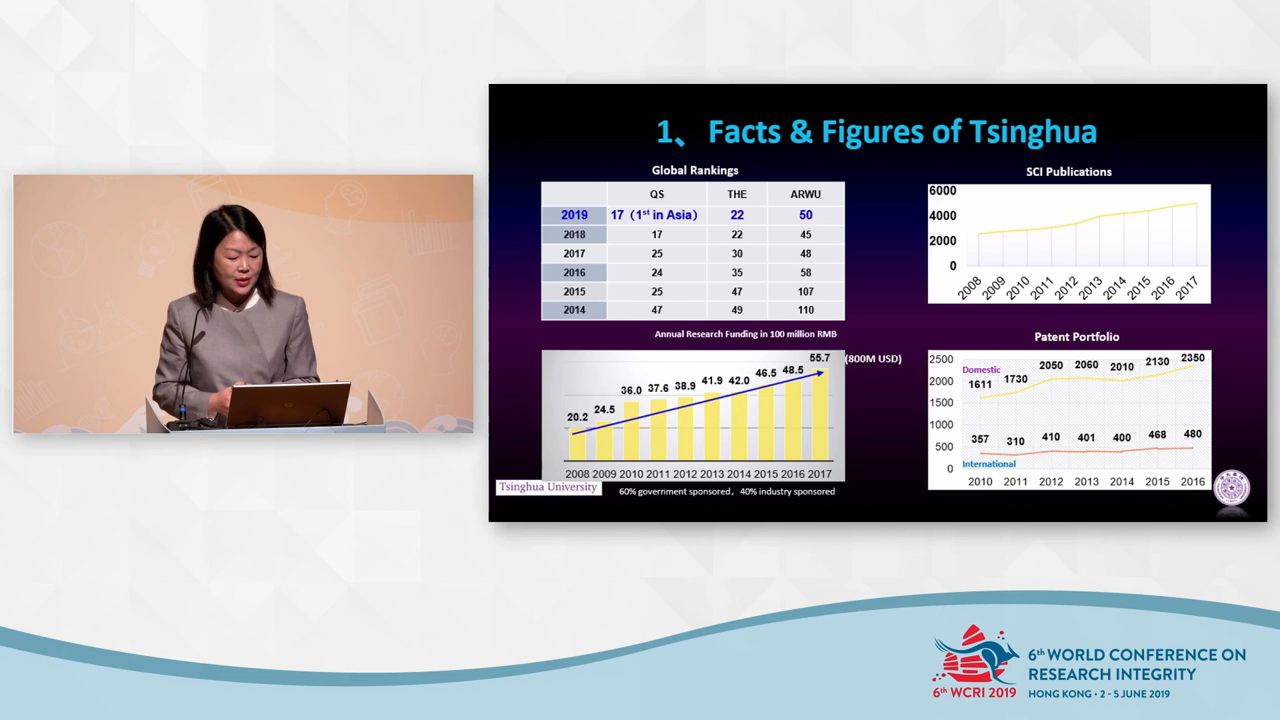 1、 Facts & Figures of Tsinghua
Global Rankings
QS THE ARWU
2019 17（1st in Asia） 22 50
2018 17 22 45
2017 25 30 48
2016 24 35 58
2015 25 47 107
2014 47 49 110
Annual Research Funding in 100 million RMB
20.2 24.5 36.0 37.6 38.9 41.9 42.0 46.5 48.5 55.7 (800M USD)
2008 2009 2010 2011 2012 2013 2014 2015 2016 2017
Tsinghua University
60% government sponsored，40% industry sponsored
SCI Publications
6000
4000
2000
0
2008 2009 2010 2011 2012 2013 2014 2015 2016 2017
Patent Portfolio
2500
2000
1500
1000
500
0
Domestic
1611 1730 2050 2060 2010 2130 2350
357 310 410 401 400 468 480
International
2010 2011 2012 2013 2014 2015 2016
6th WCRI 2019
6th WORLD CONFERENCE ON
RESEARCH INTEGRITY
HONG KONG • 2 - 5 JUNE 2019